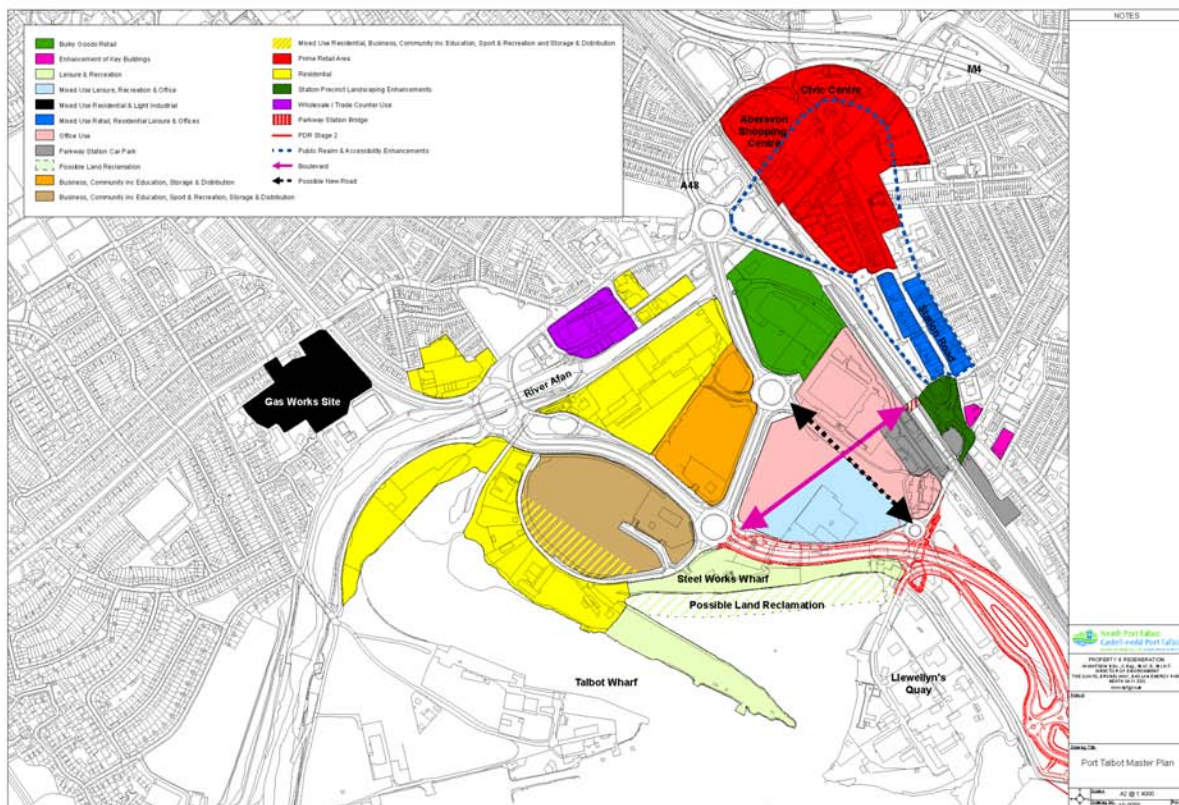 Bulky Goods Retail
Enhancement of Key Buildings
Leisure & Recreation
Mixed Use Leisure, Recreation & Office
Mixed Use Residential & Light Industrial
Mixed Use Retail, Residential Leisure & Offices
Office Use
Parkway Station Car Park
Possible Land Reclamation
Business, Community inc Education, Storage & Distribution
Business, Community inc Education, Sport & Recreation, Storage & Distribution
Mixed Use Residential, Business, Community inc Education, Sport & Recreation and Storage & Distribution
Prime Retail Area
Residential
Station Precinct Landscaping Enhancements
Wholesale / Trade Counter Use
Parkway Station Bridge
PDR Stage 2
Public Realm & Accessibility Enhancements
Boulevard
Possible New Road
M4
Civic Centre
Aberavon
Shopping
Centre
A48
Station Road
River Afan
Gas Works Site
Steel Works Wharf
Possible Land Reclamation
Talbot Wharf
Llewellyn's
Quay
NOTES
Neath Port Talbot
Castell-nedd Port Talbot
PROPERTY & REGENERATION
DIRECTOR OF ENVIRONMENT
Port Talbot Master Plan
A2 @ 1:4000